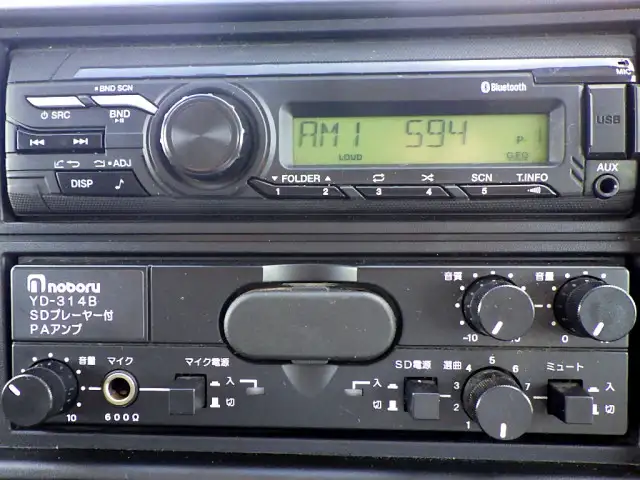 MIC
BND SCN
Bluetooth
SRC
BND
USB
AM1 594 P 1
LOUD
ADJ
AUX
DISP
FOLDER
SCN
T.INFO
1 2 3 4 5
noboru
YD-314B
SDプレーヤー付
PAアンプ
音質
音量
-10
0
音量
マイク
マイク電源
SD電源
選曲
ミュート
入
切
入
切
入
切
1 2 3 4 5 6 7
10
600Ω